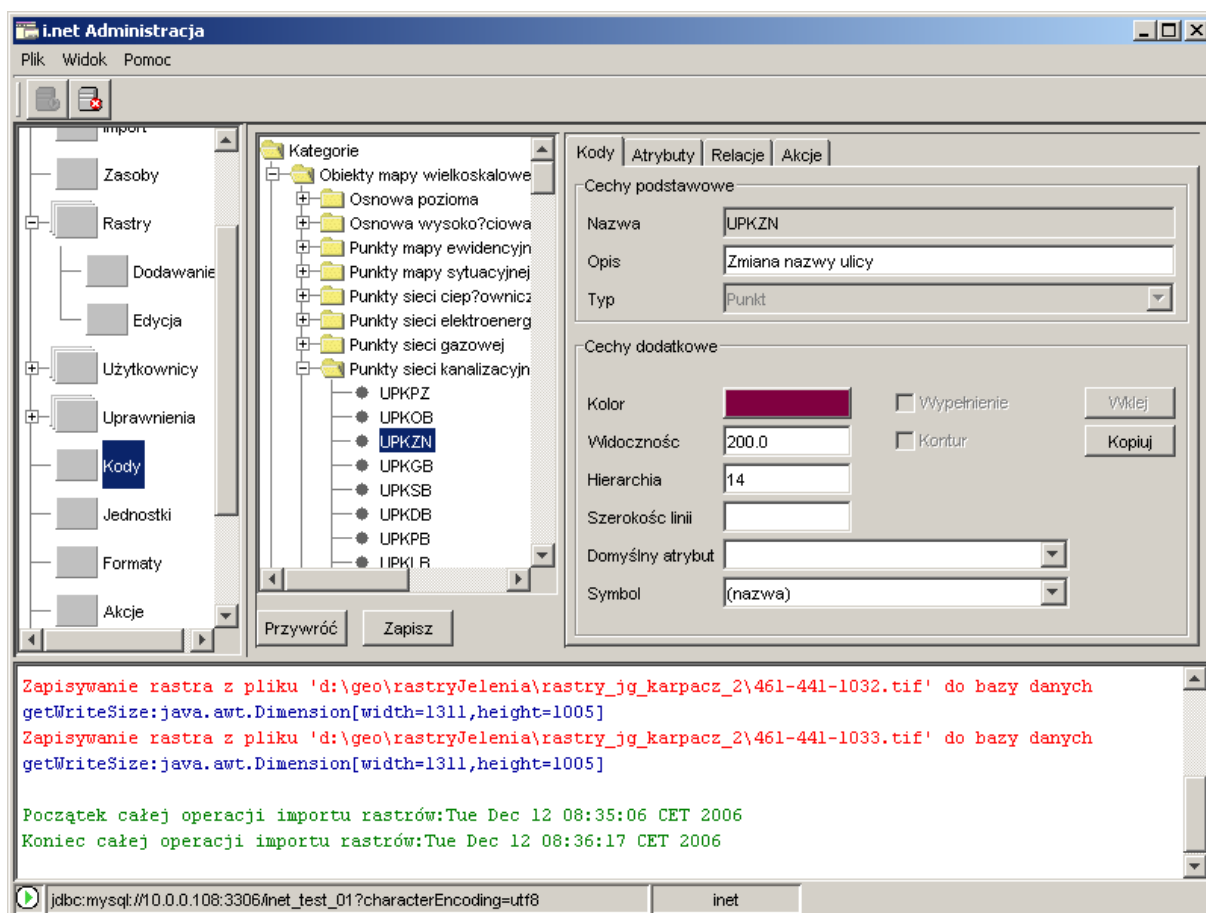 i.net Administracja
Plik Widok Pomoc
Import
Zasoby
Rastry
Dodawanie
Edycja
Użytkownicy
Uprawnienia
Kody
Jednostki
Formaty
Akcje
Kategorie
Obiekty mapy wielkoskalowe
Osnowa pozioma
Osnowa wysoko?ciowa
Punkty mapy ewidencyjn
Punkty mapy sytuacyjnej
Punkty sieci ciep?ownicz
Punkty sieci elektroenerg
Punkty sieci gazowej
Punkty sieci kanalizacyjn
UPKPZ
UPKOB
UPKZN
UPKGB
UPKSB
UPKDB
UPKPB
UPKLB
Przywróć Zapisz
Kody Atrybuty Relacje Akcje
Cechy podstawowe
Nazwa UPKZN
Opis Zmiana nazwy ulicy
Typ Punkt
Cechy dodatkowe
Kolor Wypełnienie Wklej
Widocznośc 200.0 Kontur Kopiuj
Hierarchia 14
Szerokośc linii
Domyślny atrybut
Symbol (nazwa)
Zapisywanie rastra z pliku 'd:\geo\rastryJelenia\rastry_jg_karpacz_2\461-441-1032.tif' do bazy danych
getWriteSize:java.awt.Dimension[width=1311,height=1005]
Zapisywanie rastra z pliku 'd:\geo\rastryJelenia\rastry_jg_karpacz_2\461-441-1033.tif' do bazy danych
getWriteSize:java.awt.Dimension[width=1311,height=1005]
Początek całej operacji importu rastrów:Tue Dec 12 08:35:06 CET 2006
Koniec całej operacji importu rastrów:Tue Dec 12 08:36:17 CET 2006
jdbc:mysql://10.0.0.108:3306/inet_test_01?characterEncoding=utf8 inet